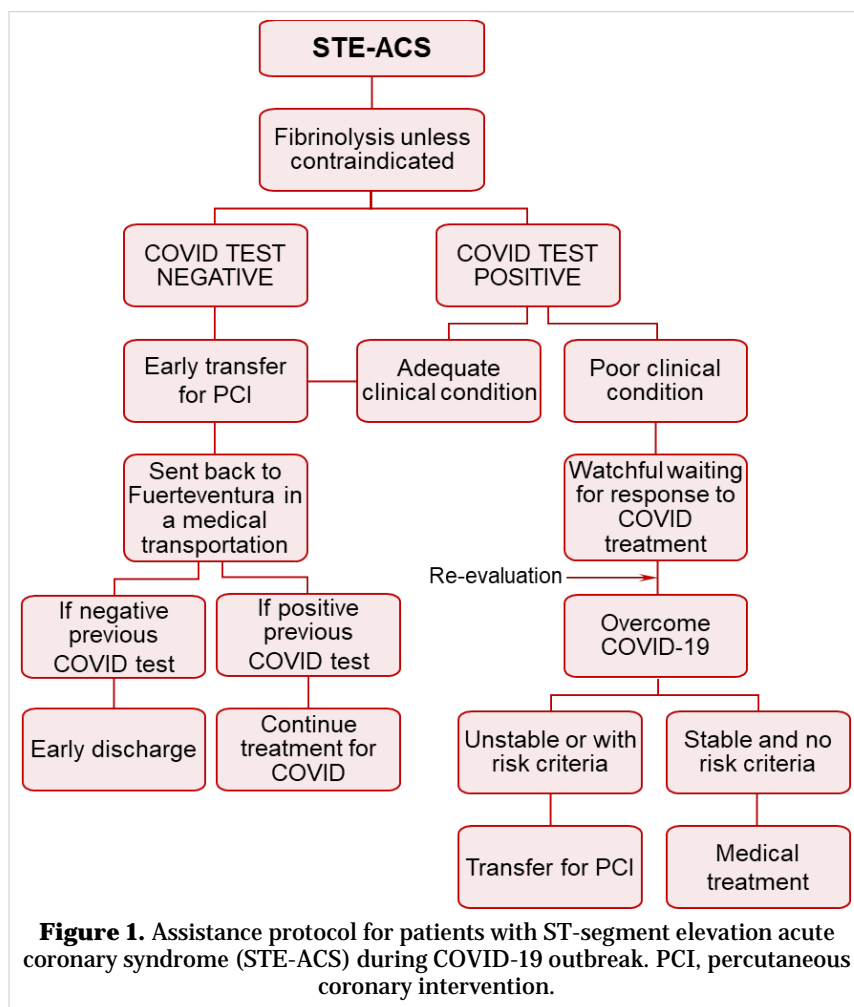 STE-ACS
Fibrinolysis unless
contraindicated
COVID TEST
NEGATIVE
COVID TEST
POSITIVE
Early transfer
for PCI
Adequate
clinical condition
Poor clinical
condition
Sent back to
Fuerteventura in
a medical
transportation
Watchful waiting
for response to
COVID
treatment
Re-evaluation
If negative
previous
COVID test
If positive
previous
COVID test
Overcome
COVID-19
Early discharge
Continue
treatment for
COVID
Unstable or with
risk criteria
Stable and no
risk criteria
Transfer for PCI
Medical
treatment
Figure 1. Assistance protocol for patients with ST-segment elevation acute
coronary syndrome (STE-ACS) during COVID-19 outbreak. PCI, percutaneous
coronary intervention.